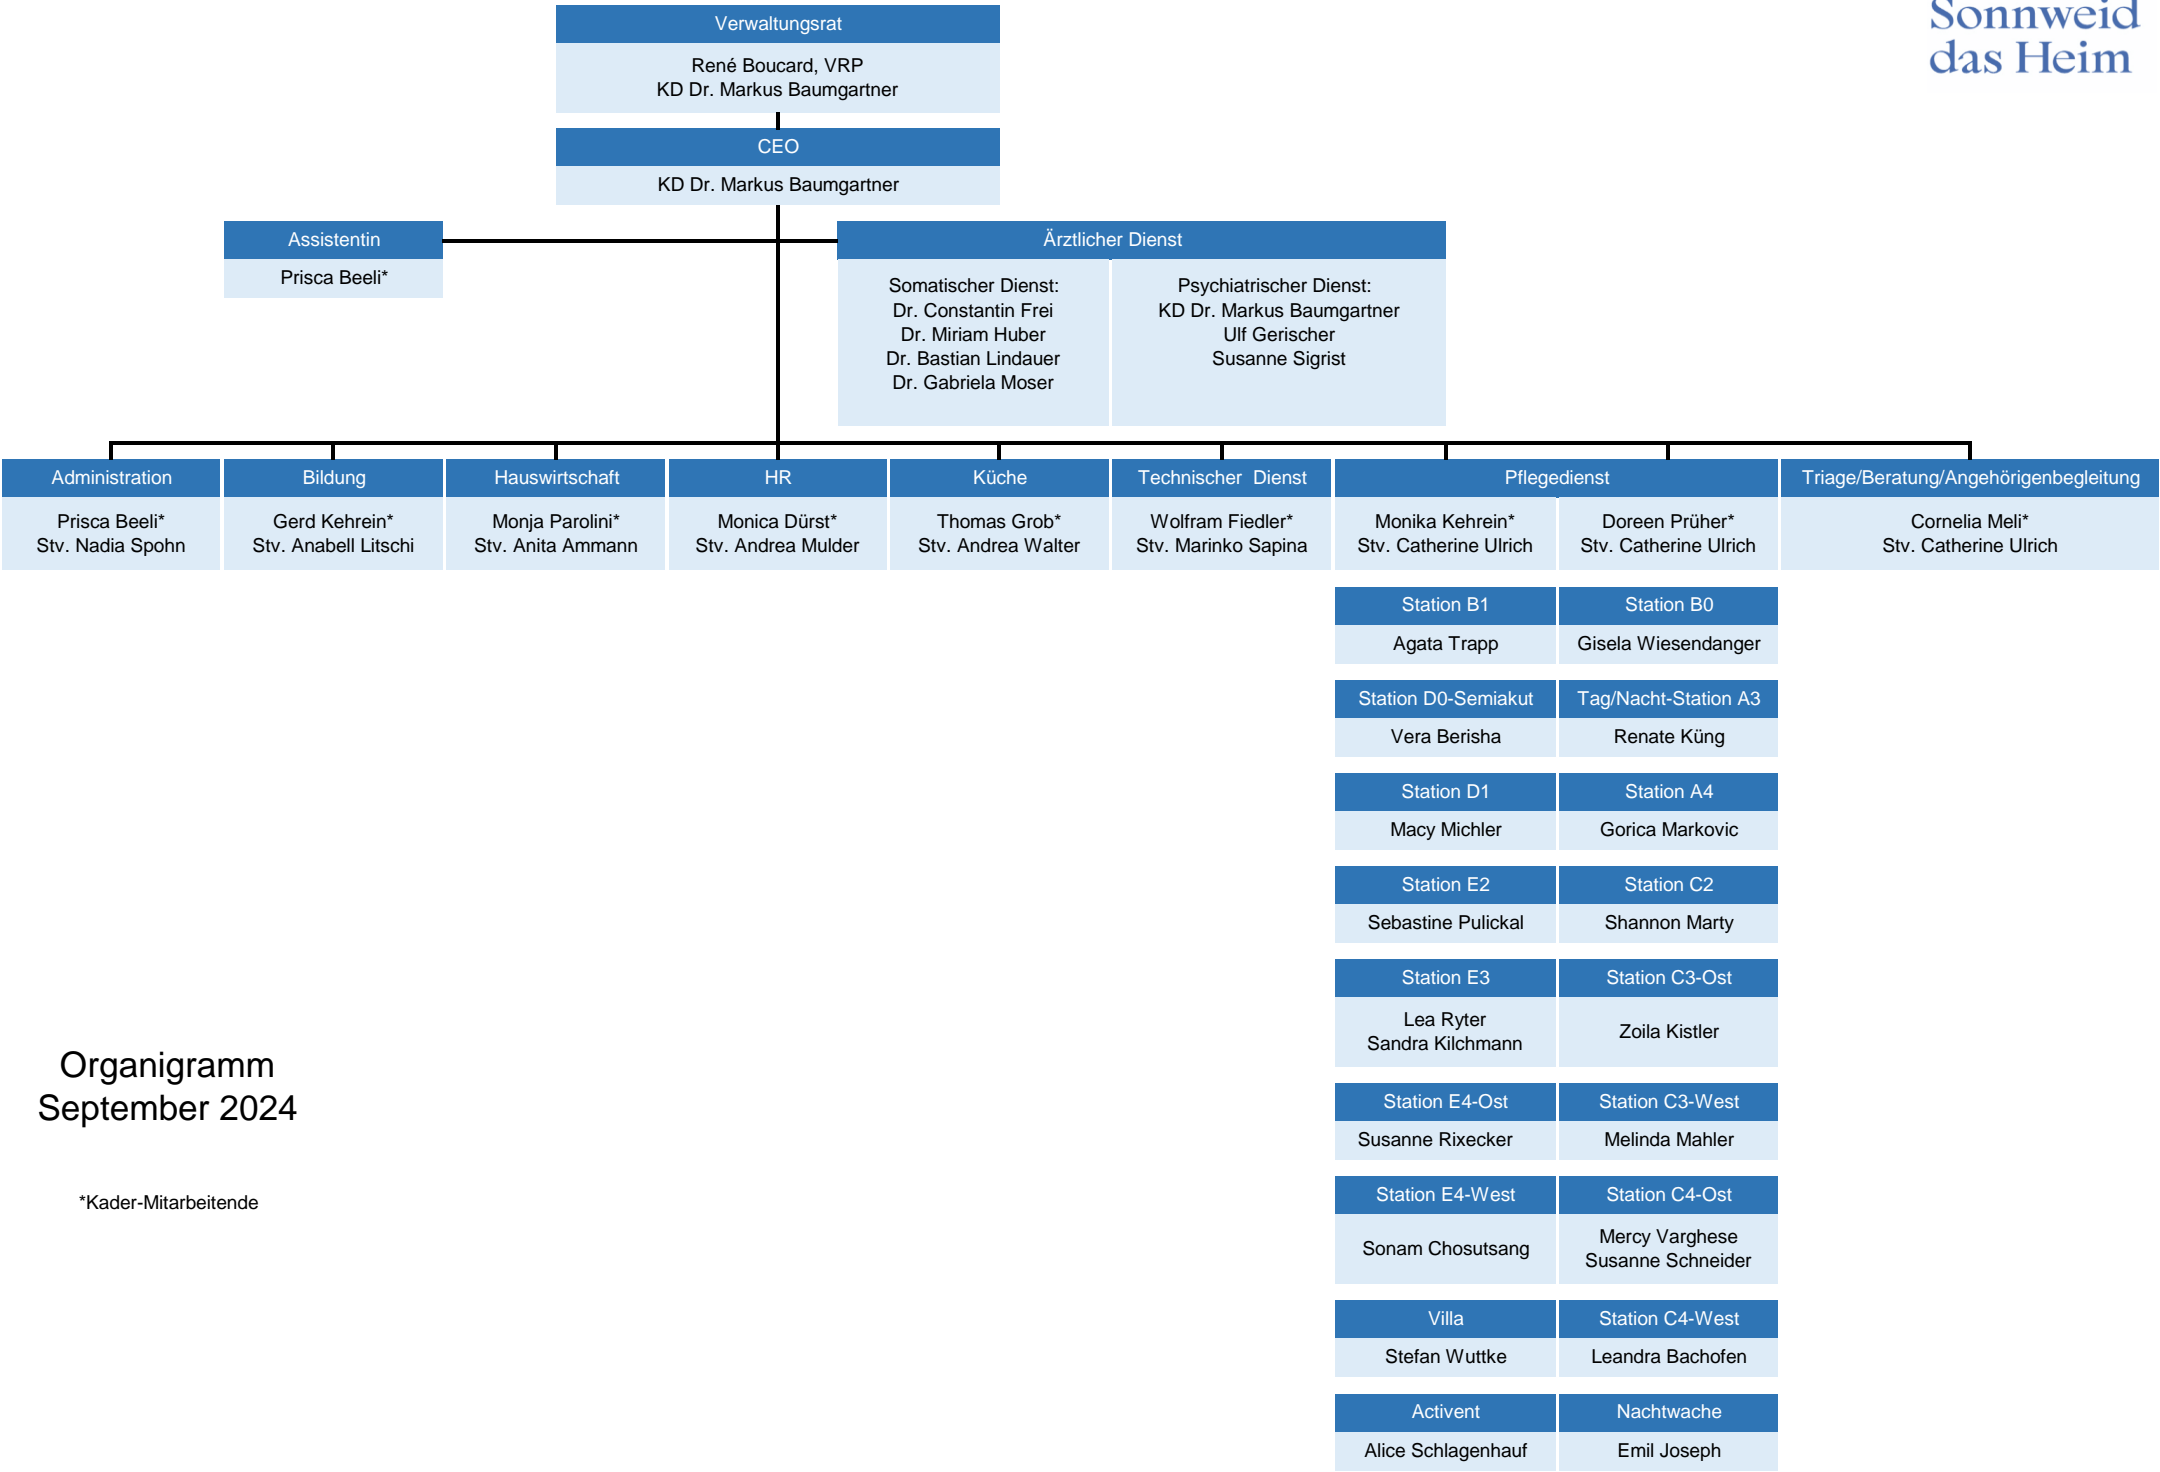 Sonnweid
das Heim
Verwaltungsrat
René Boucard, VRP
KD Dr. Markus Baumgartner
CEO
KD Dr. Markus Baumgartner
Assistentin
Prisca Beeli*
Ärztlicher Dienst
Somatischer Dienst:
Dr. Constantin Frei
Dr. Miriam Huber
Dr. Bastian Lindauer
Dr. Gabriela Moser
Psychiatrischer Dienst:
KD Dr. Markus Baumgartner
Ulf Gerischer
Susanne Sigrist
Administration
Prisca Beeli*
Stv. Nadia Spohn
Bildung
Gerd Kehrein*
Stv. Anabell Litschi
Hauswirtschaft
Monja Parolini*
Stv. Anita Ammann
HR
Monica Dürst*
Stv. Andrea Mulder
Küche
Thomas Grob*
Stv. Andrea Walter
Technischer Dienst
Wolfram Fiedler*
Stv. Marinko Sapina
Pflegedienst
Monika Kehrein*
Stv. Catherine Ulrich
Doreen Prüher*
Stv. Catherine Ulrich
Triage/Beratung/Angehörigenbegleitung
Cornelia Meli*
Stv. Catherine Ulrich
Station B1
Agata Trapp
Station B0
Gisela Wiesendanger
Station D0-Semiakut
Vera Berisha
Tag/Nacht-Station A3
Renate Küng
Station D1
Macy Michler
Station A4
Gorica Markovic
Station E2
Sebastine Pulickal
Station C2
Shannon Marty
Station E3
Lea Ryter
Sandra Kilchmann
Station C3-Ost
Zoila Kistler
Station E4-Ost
Susanne Rixecker
Station C3-West
Melinda Mahler
Station E4-West
Sonam Chosutsang
Station C4-Ost
Mercy Varghese
Susanne Schneider
Villa
Stefan Wuttke
Station C4-West
Leandra Bachofen
Activent
Alice Schlagenhauf
Nachtwache
Emil Joseph
Organigramm
September 2024
*Kader-Mitarbeitende